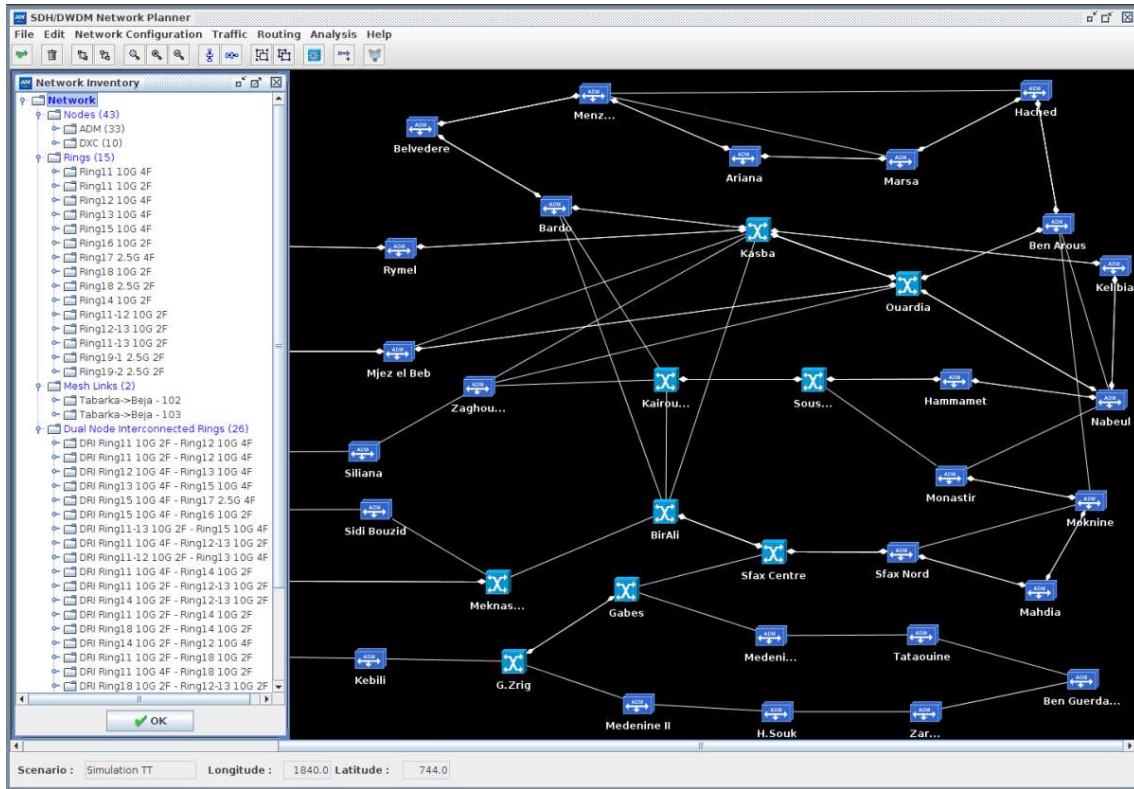 SDH/DWDM Network Planner
File Edit Network Configuration Traffic Routing Analysis Help
Network Inventory
Network
Nodes (43)
ADM (33)
DXC (10)
Rings (15)
Ring11 10G 4F
Ring11 10G 2F
Ring12 10G 4F
Ring13 10G 4F
Ring15 10G 4F
Ring16 10G 2F
Ring17 2.5G 4F
Ring18 10G 2F
Ring18 2.5G 2F
Ring14 10G 2F
Ring11-12 10G 2F
Ring12-13 10G 2F
Ring11-13 10G 2F
Ring19-1 2.5G 2F
Ring19-2 2.5G 2F
Mesh Links (2)
Tabarka->Beja - 102
Tabarka->Beja - 103
Dual Node Interconnected Rings (26)
DRI Ring11 10G 2F - Ring12 10G 4F
DRI Ring11 10G 4F - Ring12 10G 4F
DRI Ring12 10G 4F - Ring13 10G 4F
DRI Ring13 10G 4F - Ring15 10G 4F
DRI Ring15 10G 4F - Ring17 2.5G 4F
DRI Ring15 10G 4F - Ring16 10G 2F
DRI Ring11-13 10G 2F - Ring15 10G 4F
DRI Ring11 10G 4F - Ring12-13 10G 2F
DRI Ring11-12 10G 2F - Ring13 10G 4F
DRI Ring11 10G 4F - Ring14 10G 2F
DRI Ring11 10G 2F - Ring12-13 10G 2F
DRI Ring14 10G 2F - Ring12-13 10G 2F
DRI Ring11 10G 2F - Ring14 10G 2F
DRI Ring18 10G 2F - Ring14 10G 2F
DRI Ring14 10G 2F - Ring12 10G 4F
DRI Ring11 10G 2F - Ring18 10G 2F
DRI Ring11 10G 4F - Ring18 10G 2F
DRI Ring18 10G 2F - Ring12-13 10G 2F
OK
Menz...
Hached
Belvedere
Ariana
Marsa
Bardo
Kasba
Ben Arous
Rymel
Kelibia
Ouardia
Mjez el Beb
Zaghou...
Kairou...
Sous...
Hammamet
Nabeul
Siliana
Monastir
Sidi Bouzid
Moknine
BirAli
Sfax Centre
Sfax Nord
Meknas...
Gabes
Mahdia
Medeni...
Tataouine
Kebili
G.Zrig
Ben Guerda...
Medenine II
H.Souk
Zar...
Scenario : Simulation TT Longitude : 1840.0 Latitude : 744.0